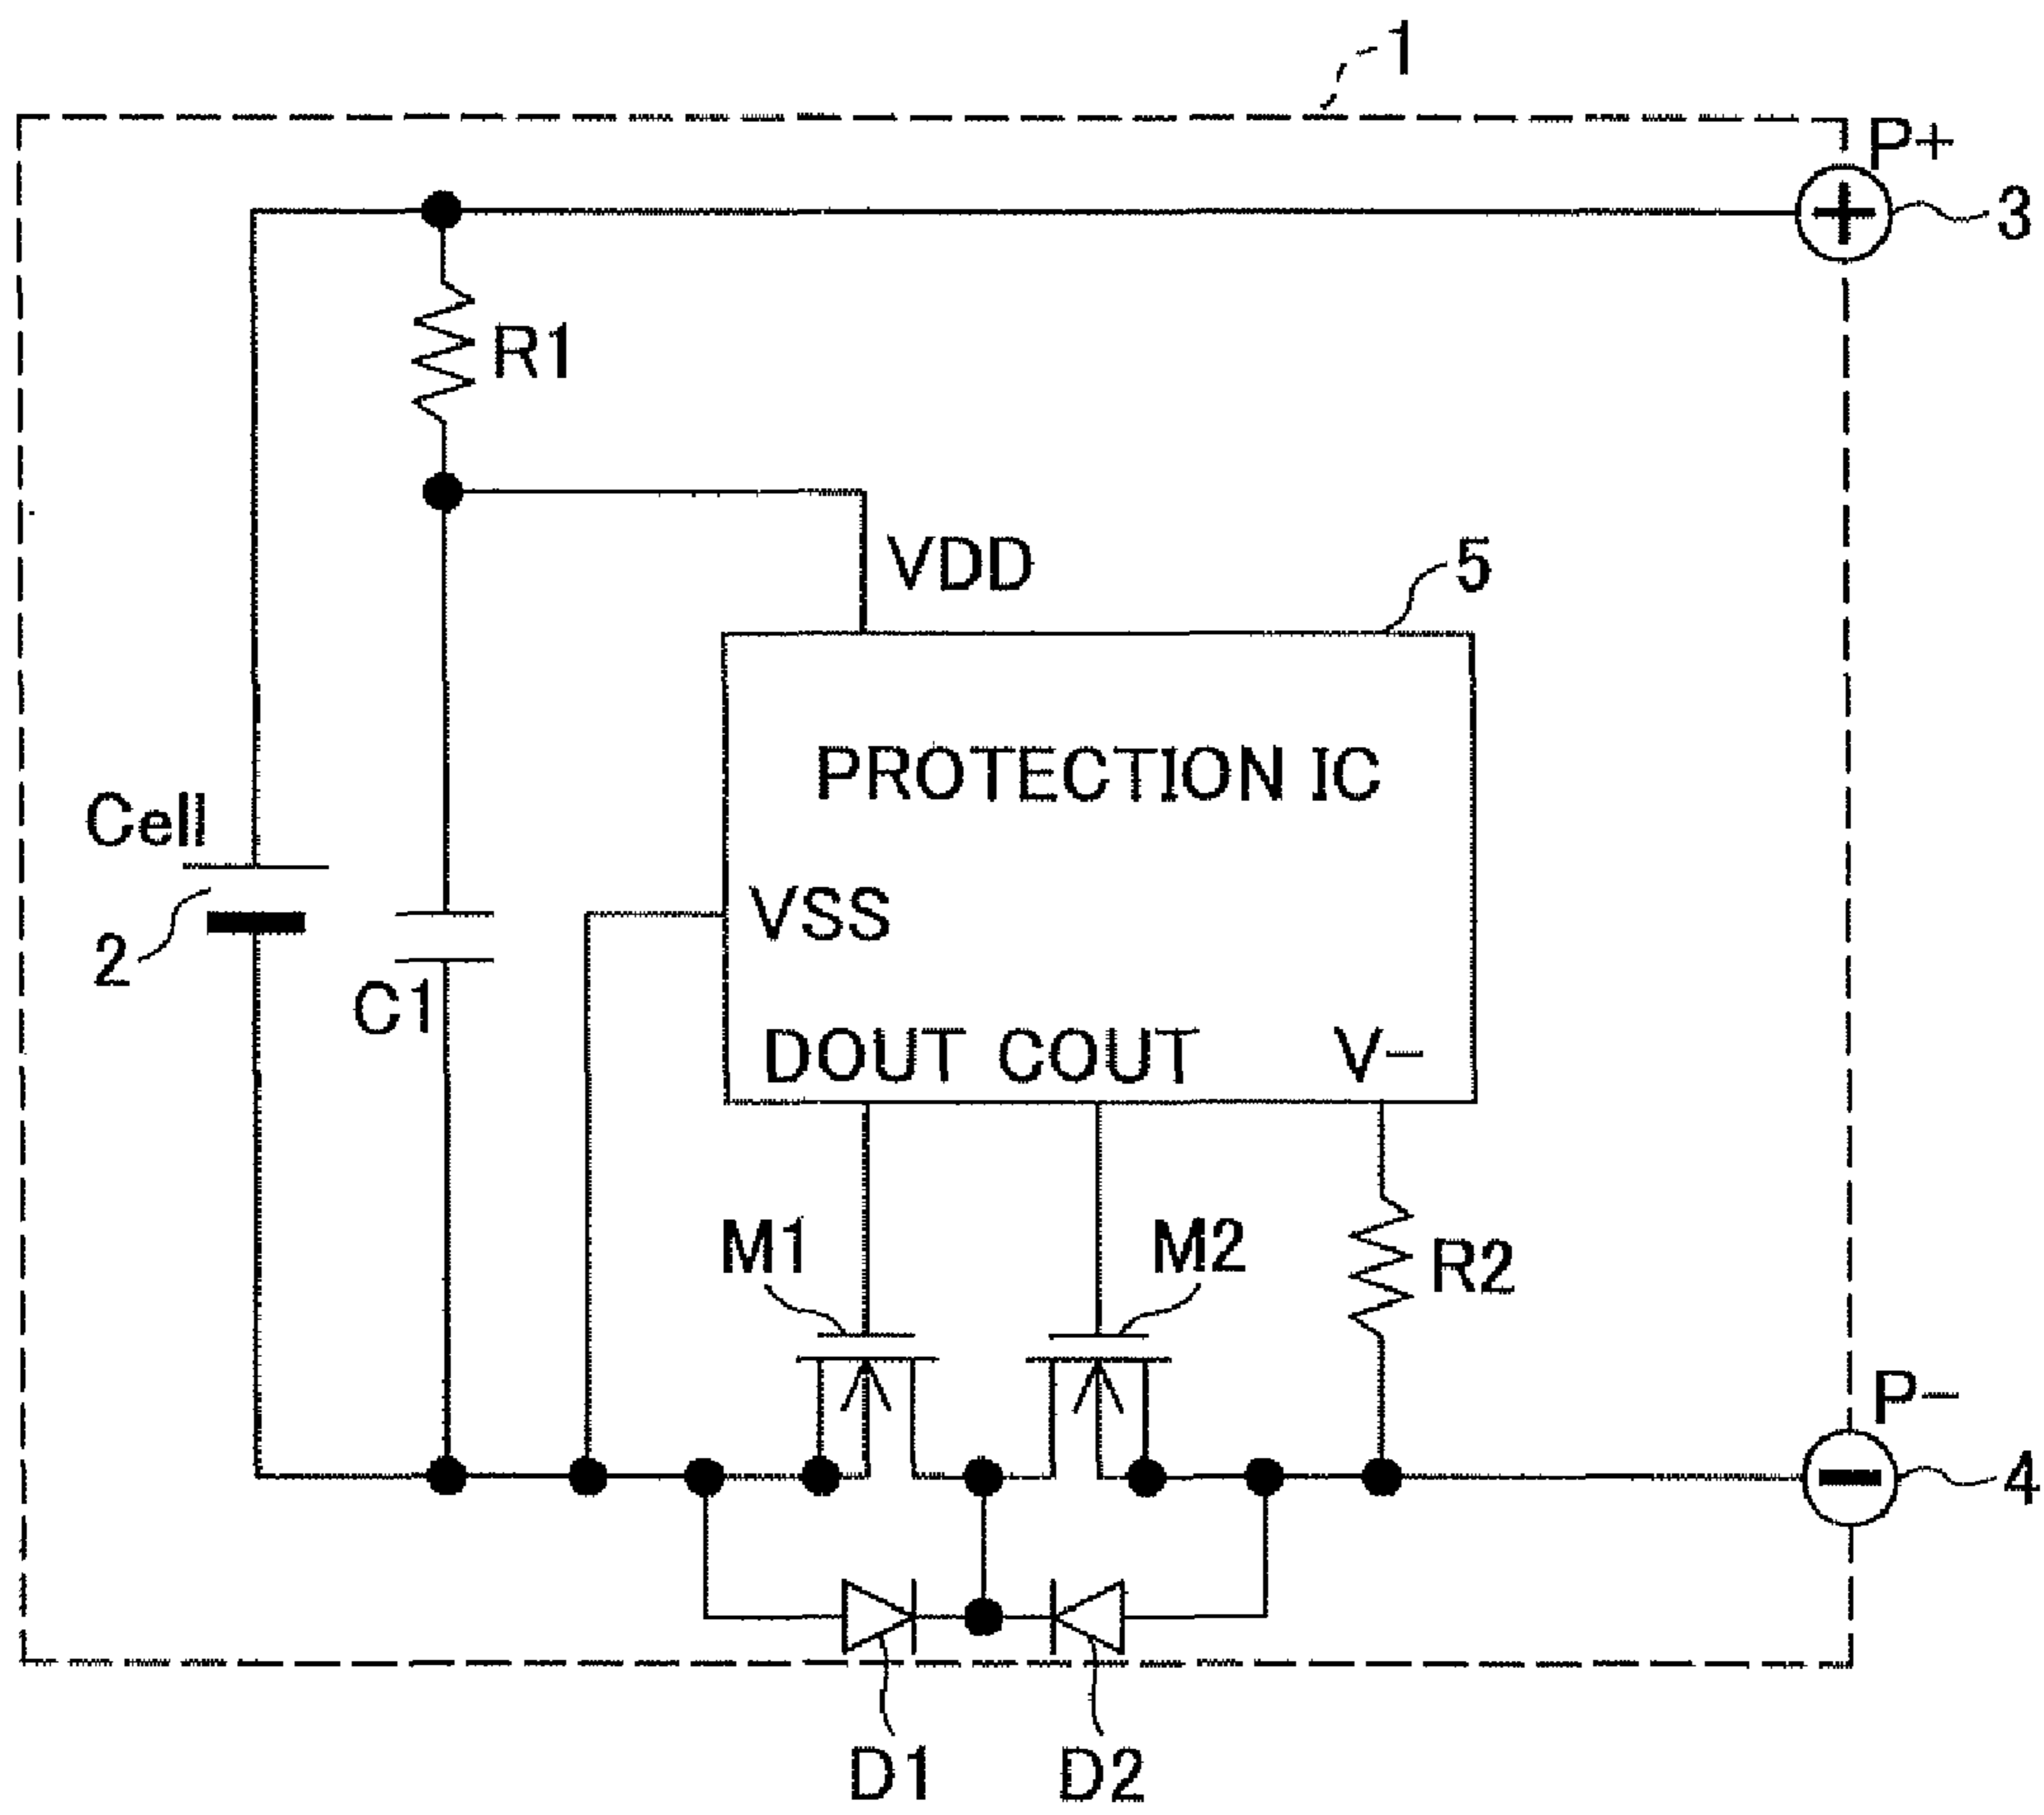 1
P+
3
R1
VDD
5
PROTECTION IC
Cell
2
VSS
C1
DOUT COUT V−
M1
M2
R2
P−
4
D1
D2